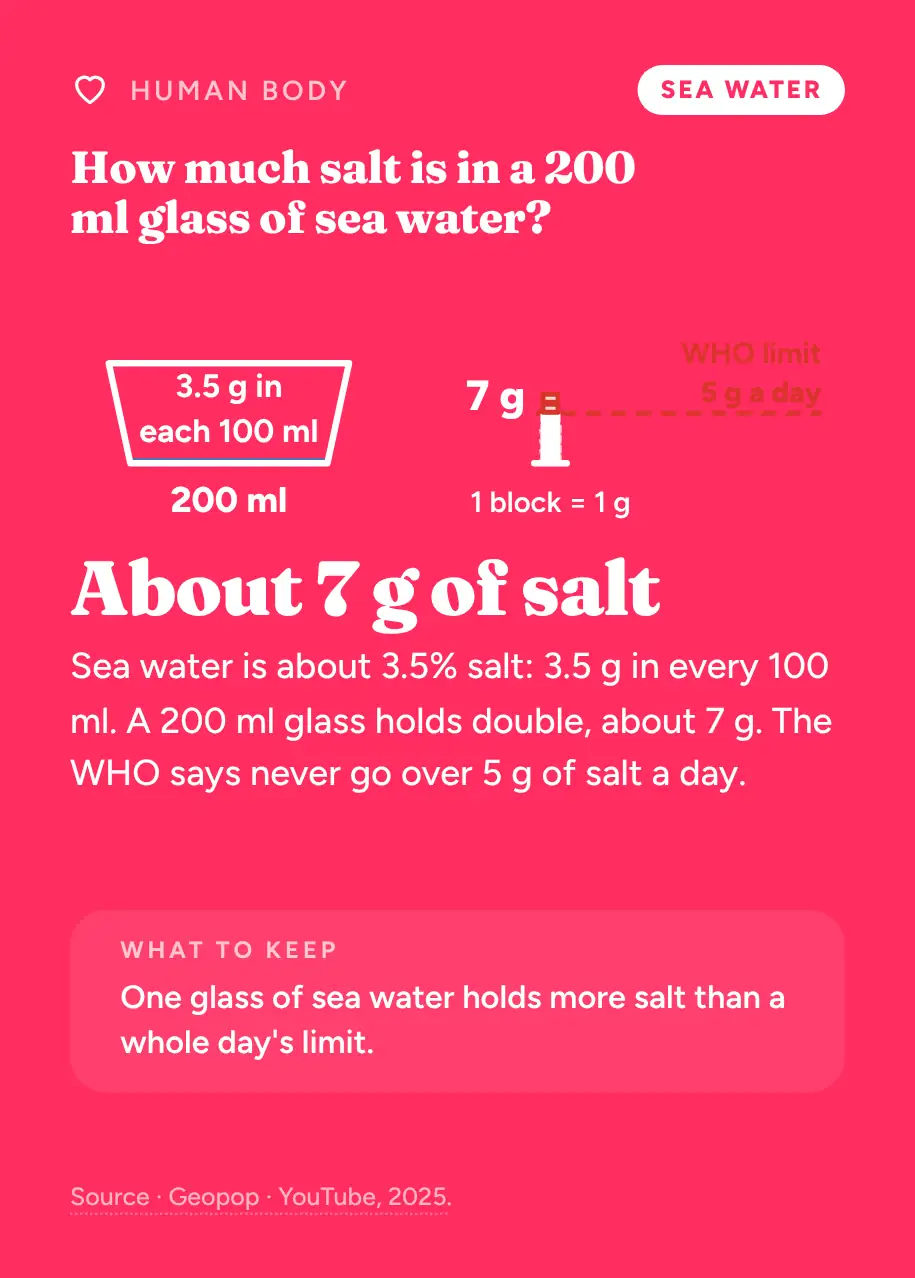 HUMAN BODY
SEA WATER
How much salt is in a 200
ml glass of sea water?
3.5 g in
each 100 ml
200 ml
7 g
WHO limit
5 g a day
1 block = 1 g
About 7 g of salt
Sea water is about 3.5% salt: 3.5 g in every 100
ml. A 200 ml glass holds double, about 7 g. The
WHO says never go over 5 g of salt a day.
WHAT TO KEEP
One glass of sea water holds more salt than a
whole day's limit.
Source · Geopop · YouTube, 2025.